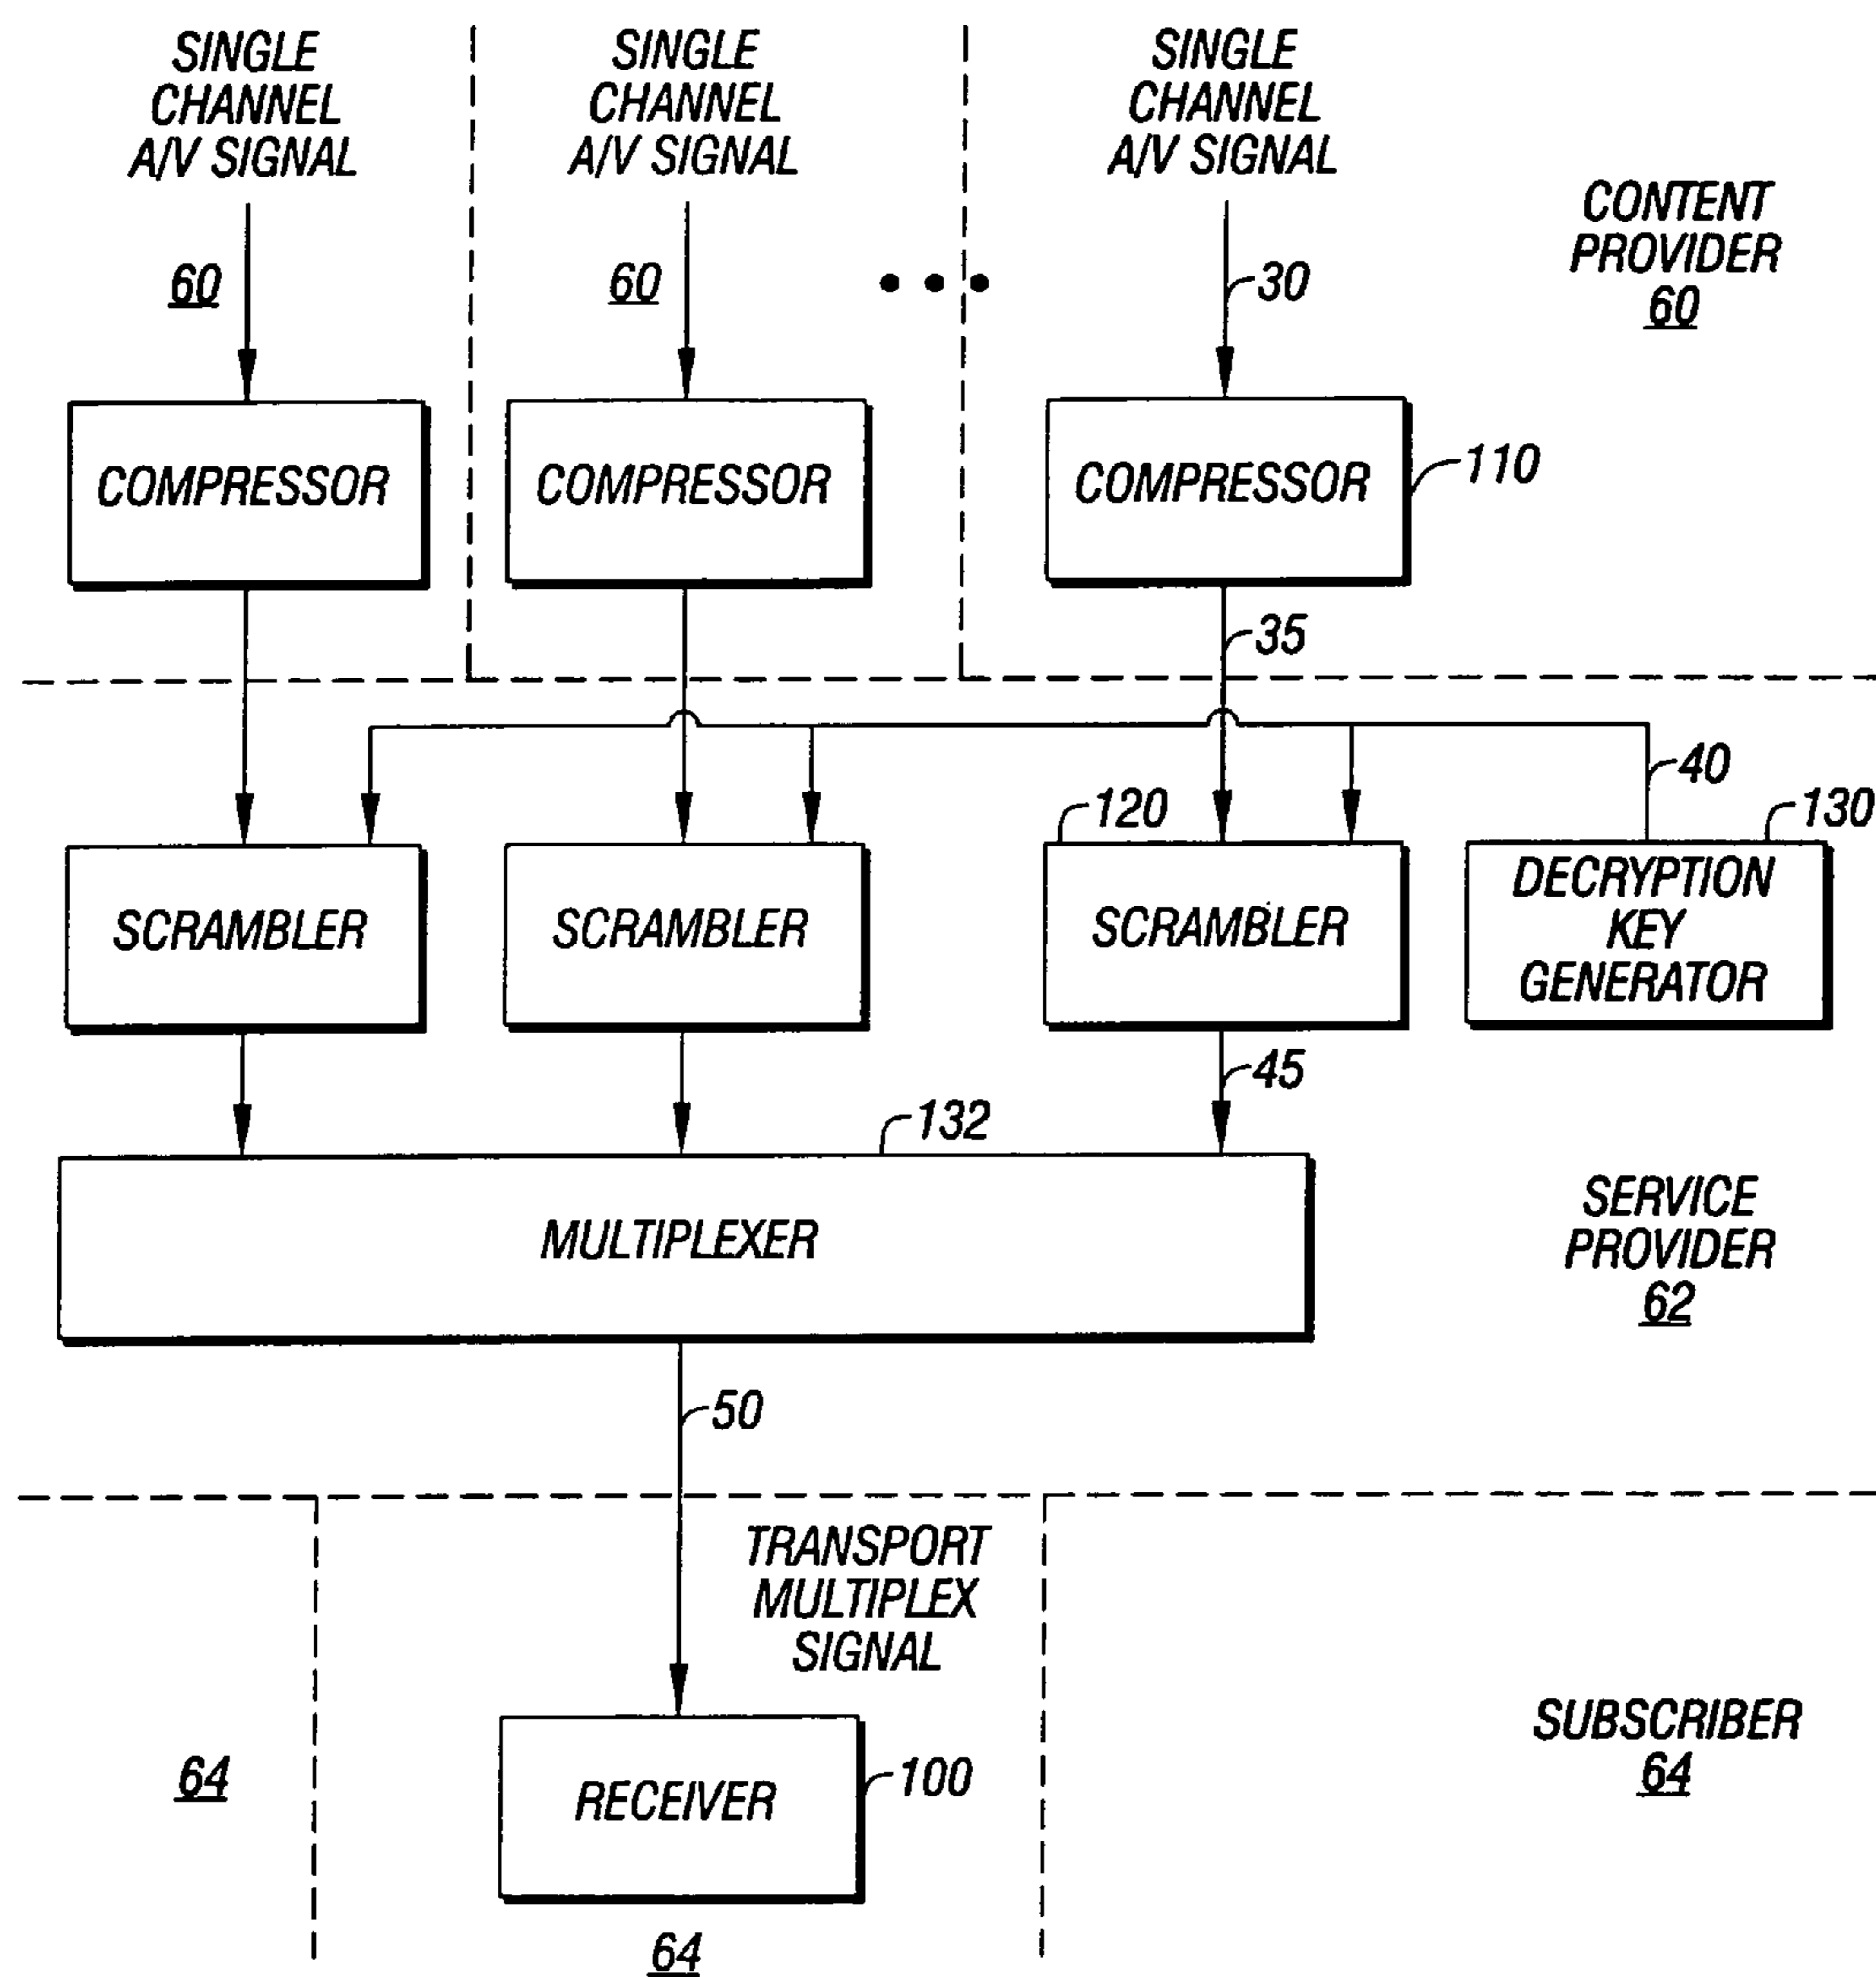 SINGLE
CHANNEL
A/V SIGNAL
SINGLE
CHANNEL
A/V SIGNAL
SINGLE
CHANNEL
A/V SIGNAL
CONTENT
PROVIDER
60
60
60
30
COMPRESSOR
COMPRESSOR
COMPRESSOR
110
35
40
120
130
SCRAMBLER
SCRAMBLER
SCRAMBLER
DECRYPTION
KEY
GENERATOR
45
132
MULTIPLEXER
SERVICE
PROVIDER
62
50
TRANSPORT
MULTIPLEX
SIGNAL
64
RECEIVER
100
SUBSCRIBER
64
64